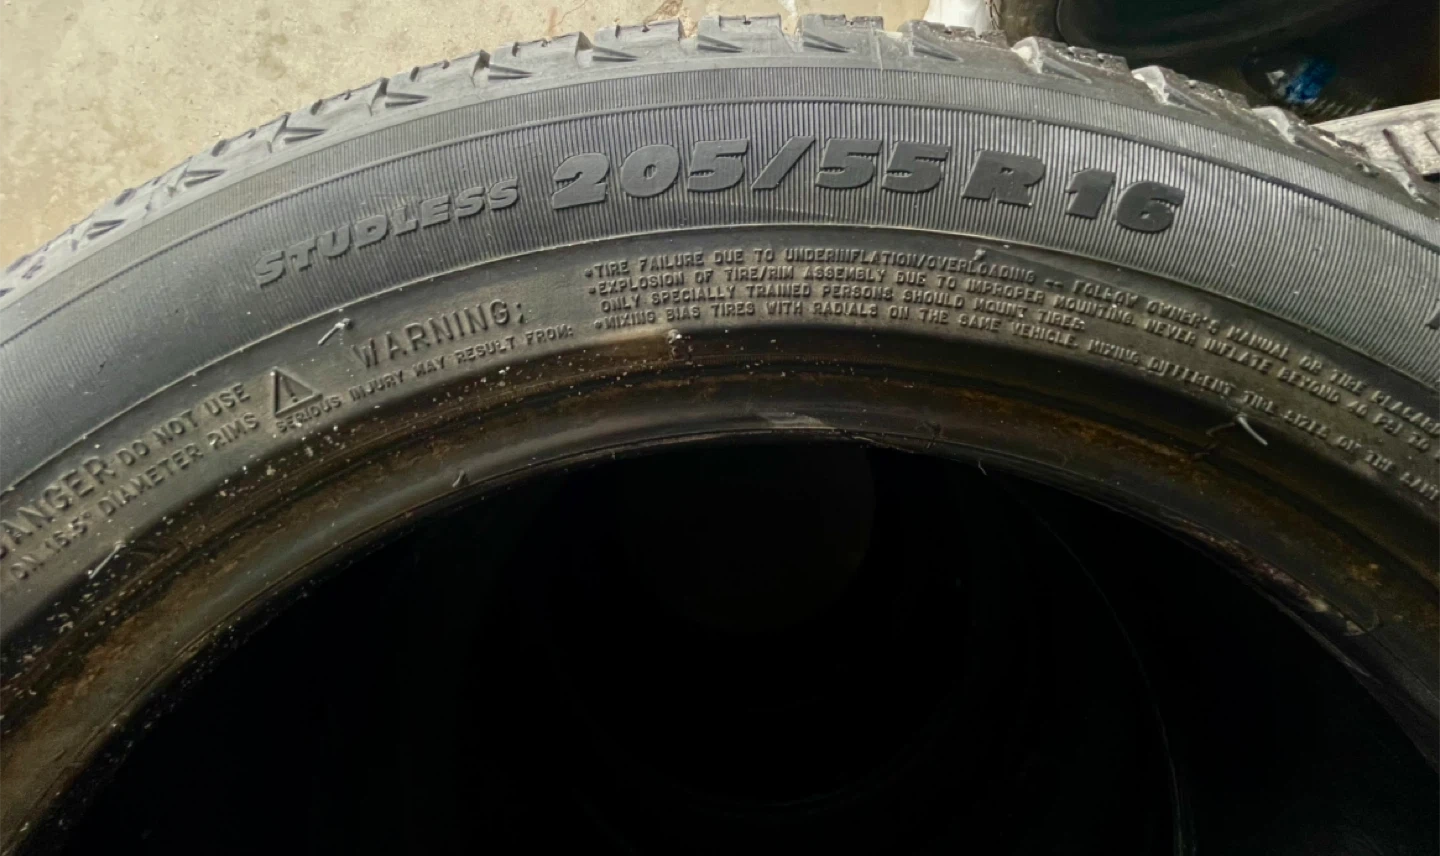 STUDLESS 205/55 R 16
DANGER: DO NOT USE
ON 16.5" DIAMETER RIMS
WARNING:
SERIOUS INJURY MAY RESULT FROM:
•TIRE FAILURE DUE TO UNDERINFLATION/OVERLOADING -- FOLLOW OWNER'S MANUAL OR TIRE PLACARD
•EXPLOSION OF TIRE/RIM ASSEMBLY DUE TO IMPROPER MOUNTING. NEVER INFLATE BEYOND 40 PSI TO
ONLY SPECIALLY TRAINED PERSONS SHOULD MOUNT TIRES.
•MIXING BIAS TIRES WITH RADIALS ON THE SAME VEHICLE. MIXING DIFFERENT TIRE SIZES ON THE SAME